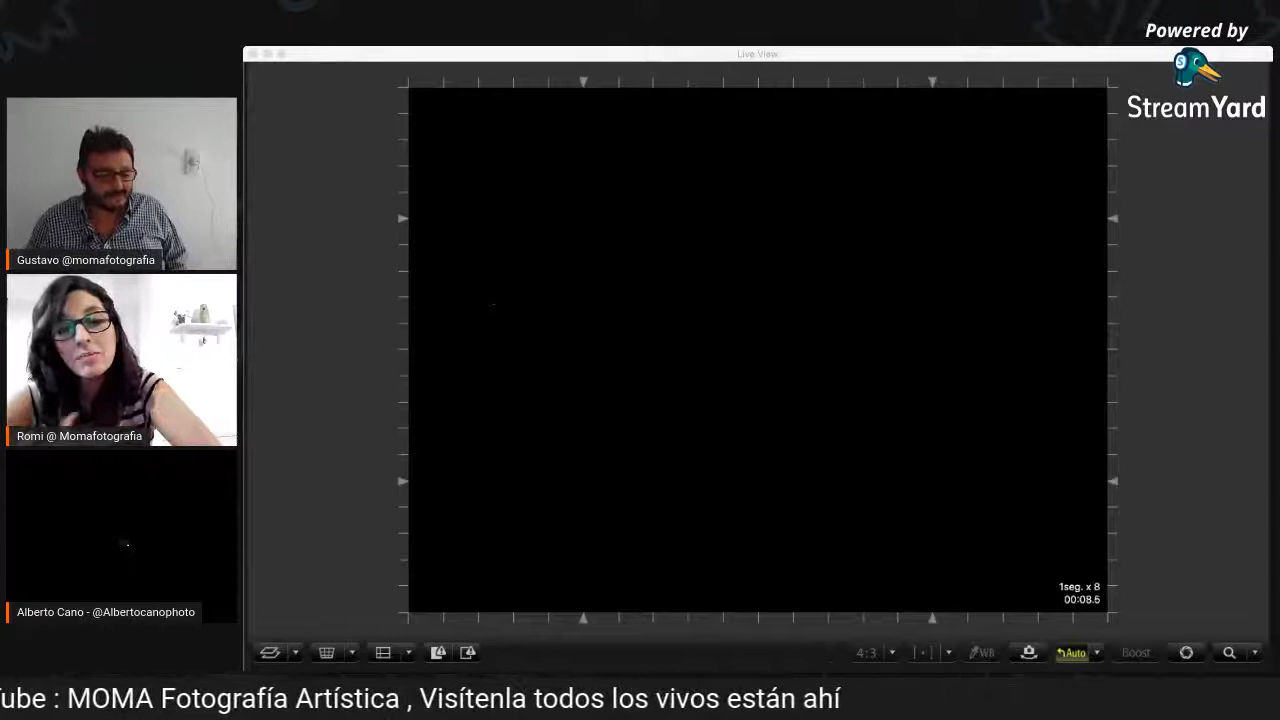 Powered by
StreamYard
Live View
Gustavo @momafotografia
Romi @ Momafotografia
Alberto Cano - @Albertocanophoto
1seg. x 8
00:08.5
4:3
WB
Auto
Boost
: MOMA Fotografía Artística , Visítenla todos los vivos están ahí